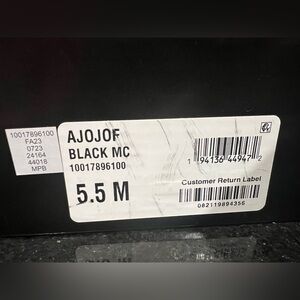 10017896100
FA23
0723
24164
44018
MPB
AJOJOF
BLACK MC
10017896100
5.5 M
1 94136 44947 2
Customer Return Label
082119894356